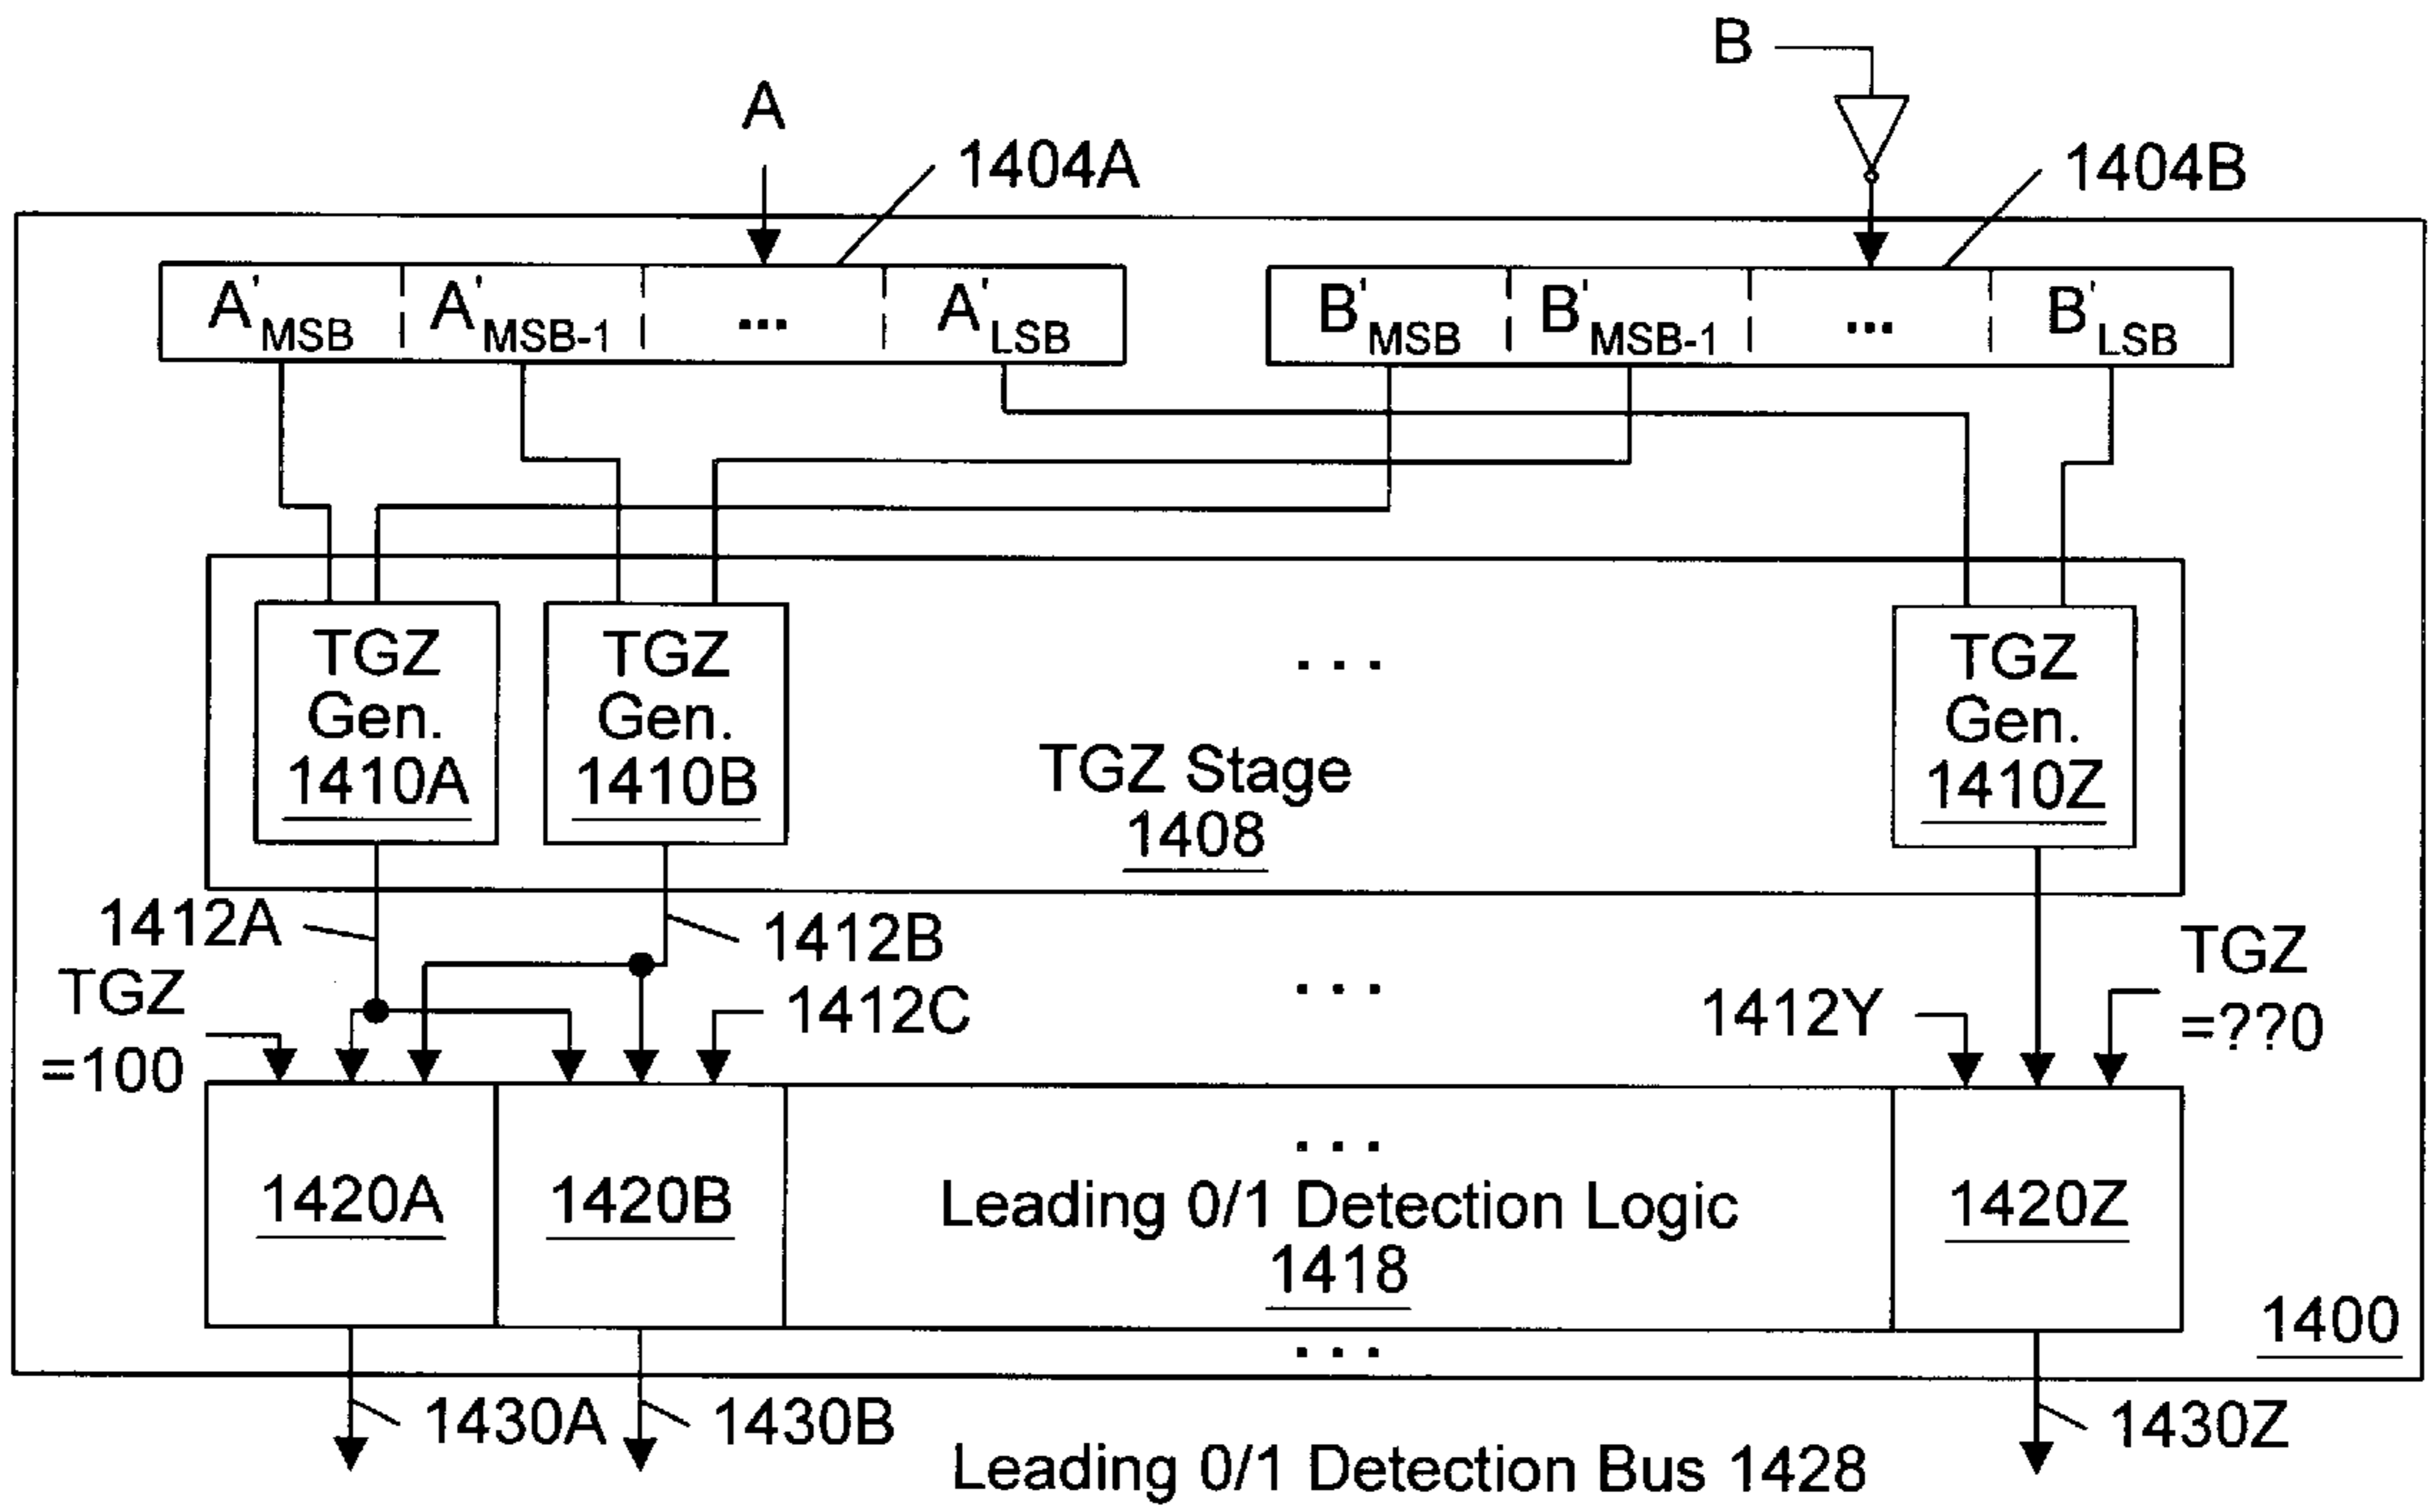 B
A
1404A
1404B
A'MSB
A'MSB-1
...
A'LSB
B'MSB
B'MSB-1
...
B'LSB
TGZ
Gen.
1410A
TGZ
Gen.
1410B
. . .
TGZ Stage
1408
TGZ
Gen.
1410Z
1412A
1412B
TGZ
=100
1412C
. . .
1412Y
TGZ
=??0
1420A
1420B
. . .
Leading 0/1 Detection Logic
1418
1420Z
. . .
1400
1430A
1430B
1430Z
Leading 0/1 Detection Bus 1428